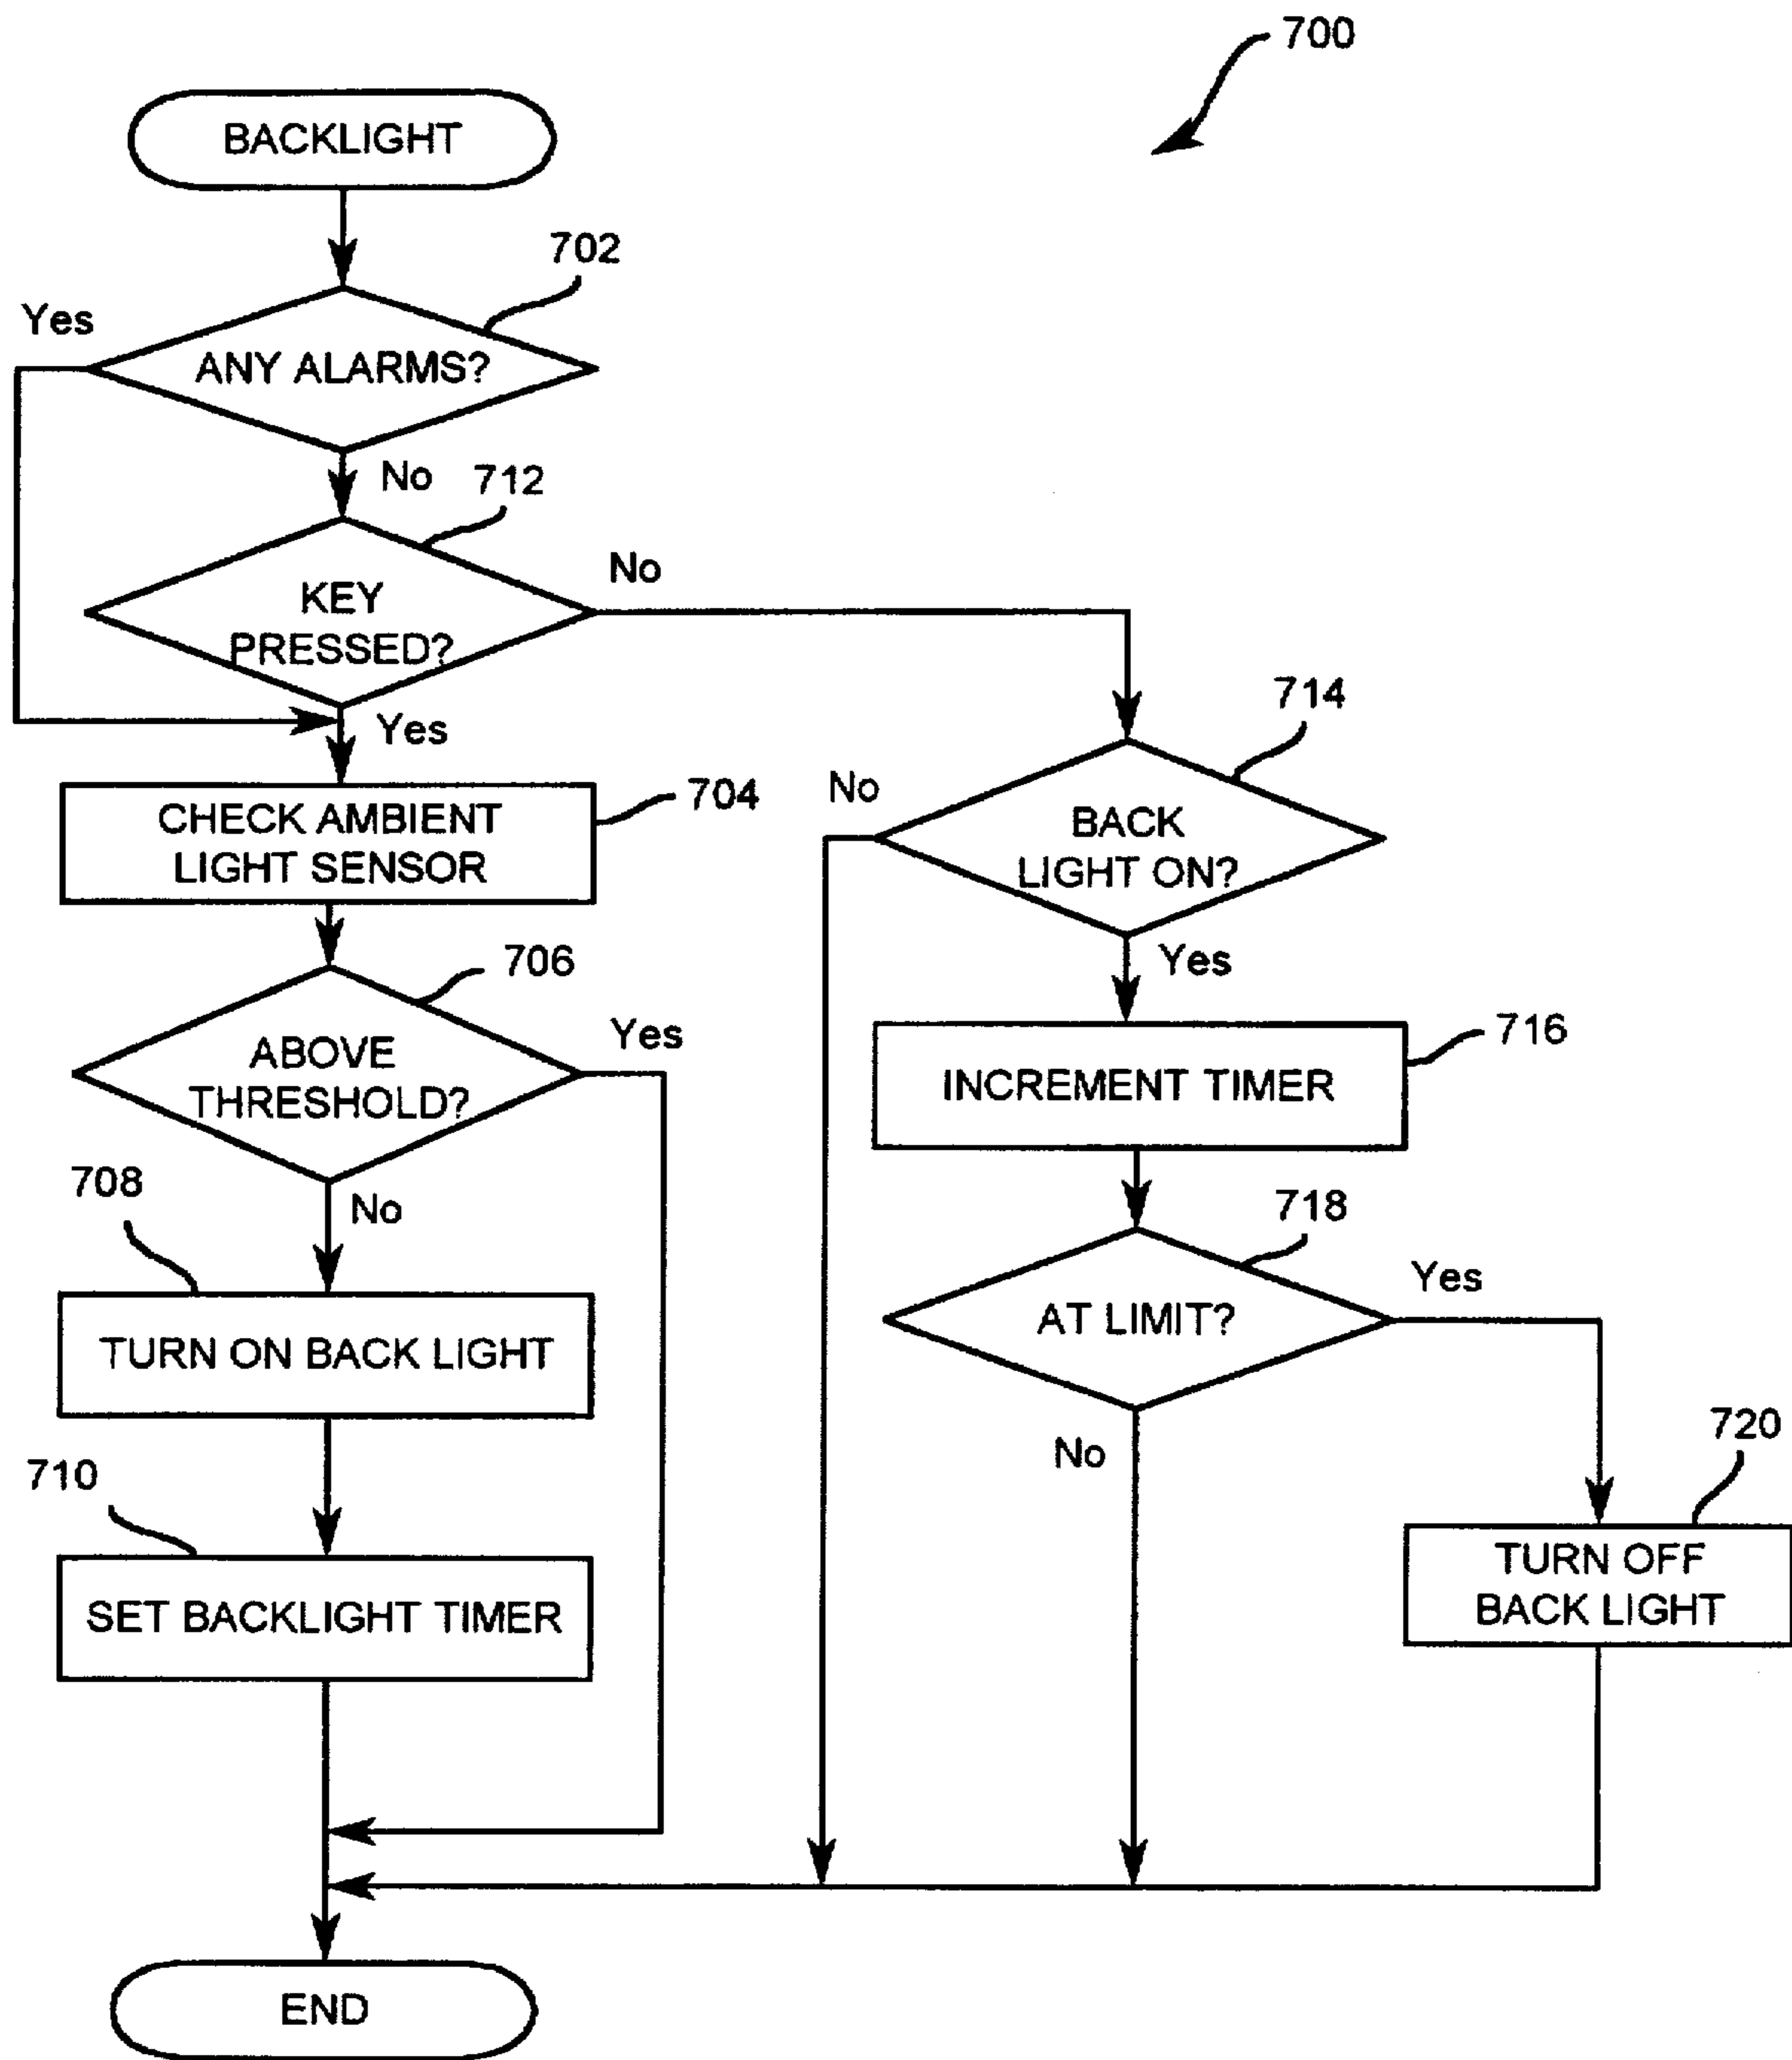 700
BACKLIGHT
702
Yes
ANY ALARMS?
No
712
KEY
PRESSED?
No
Yes
CHECK AMBIENT
LIGHT SENSOR
704
706
ABOVE
THRESHOLD?
Yes
No
708
TURN ON BACK LIGHT
710
SET BACKLIGHT TIMER
714
No
BACK
LIGHT ON?
Yes
716
INCREMENT TIMER
718
AT LIMIT?
Yes
No
720
TURN OFF
BACK LIGHT
END